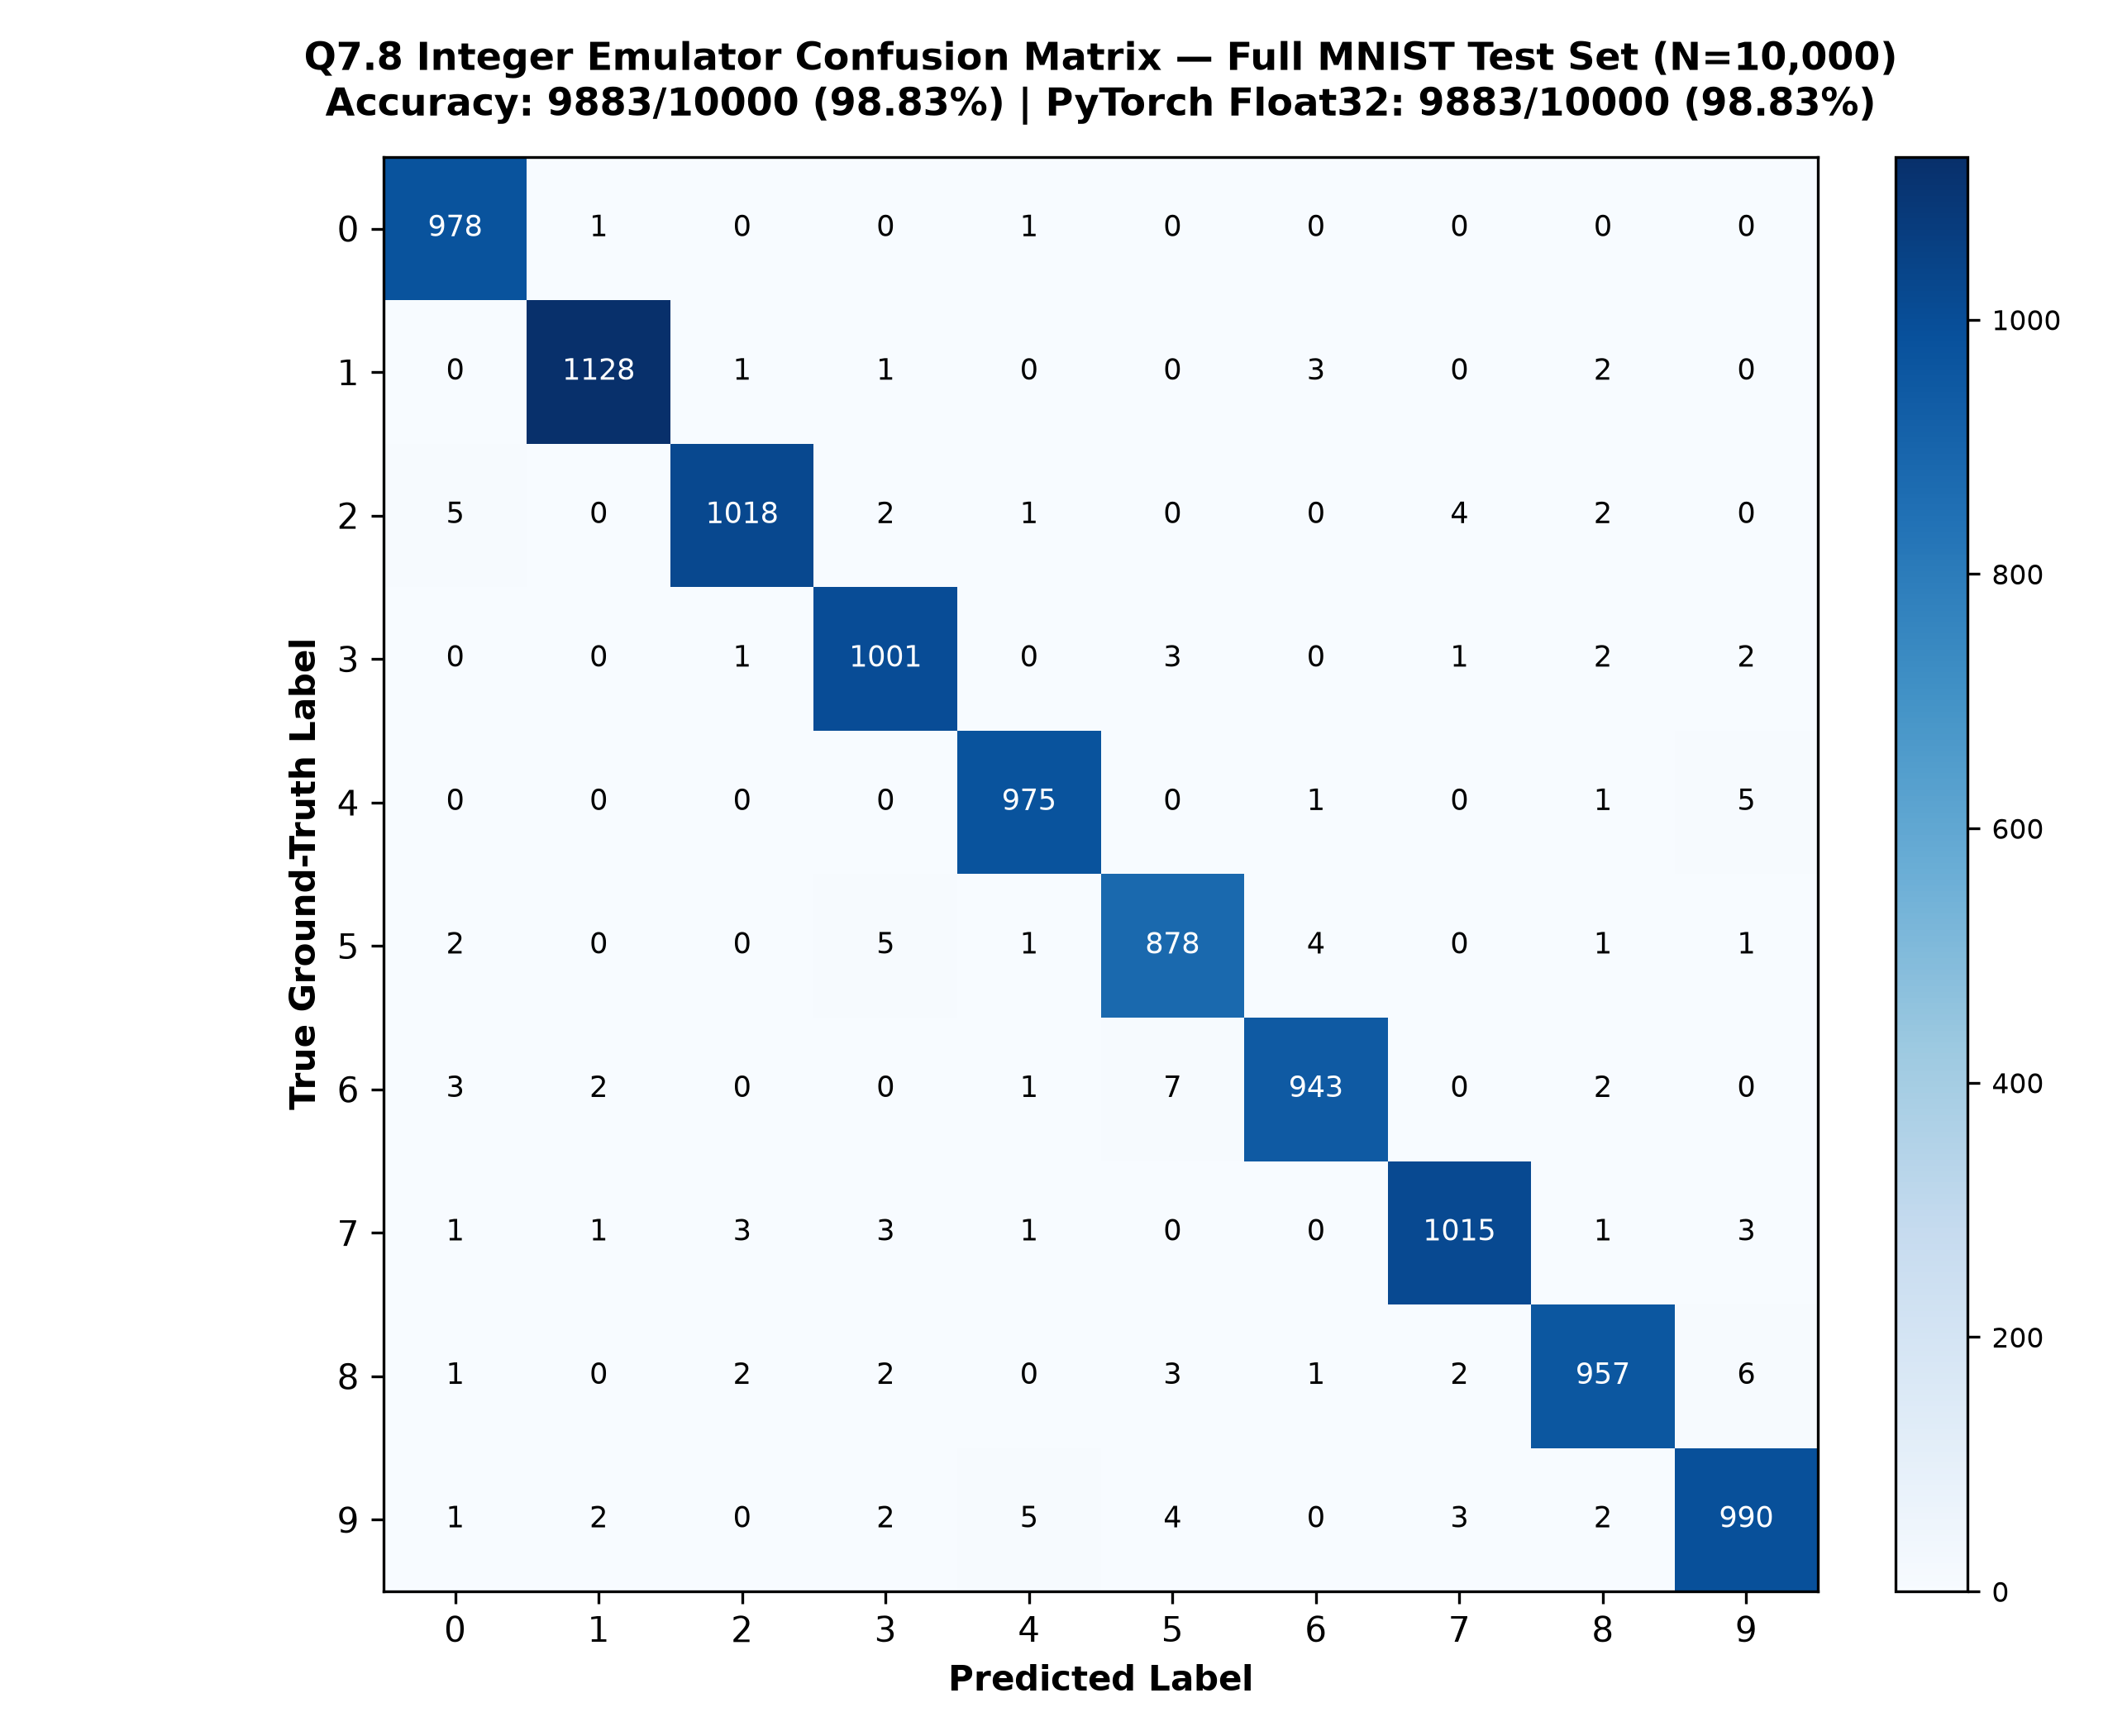 Q7.8 Integer Emulator Confusion Matrix — Full MNIST Test Set (N=10,000)
Accuracy: 9883/10000 (98.83%) | PyTorch Float32: 9883/10000 (98.83%)
True Ground-Truth Label
0 978 1 0 0 1 0 0 0 0 0
1 0 1128 1 1 0 0 3 0 2 0
2 5 0 1018 2 1 0 0 4 2 0
3 0 0 1 1001 0 3 0 1 2 2
4 0 0 0 0 975 0 1 0 1 5
5 2 0 0 5 1 878 4 0 1 1
6 3 2 0 0 1 7 943 0 2 0
7 1 1 3 3 1 0 0 1015 1 3
8 1 0 2 2 0 3 1 2 957 6
9 1 2 0 2 5 4 0 3 2 990
0 1 2 3 4 5 6 7 8 9
Predicted Label
1000
800
600
400
200
0